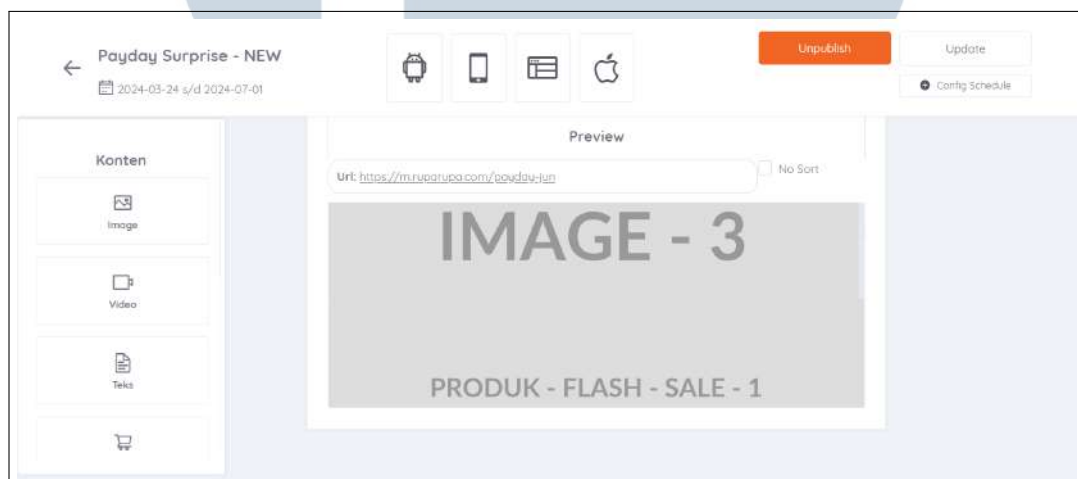 Payday Surprise - NEW
2024-03-24 s/d 2024-07-01
Unpublish
Update
Config Schedule
Konten
Image
Video
Teks
Preview
Url: https://m.ruparupa.com/payday-jun
No Sort
IMAGE - 3
PRODUK - FLASH - SALE - 1